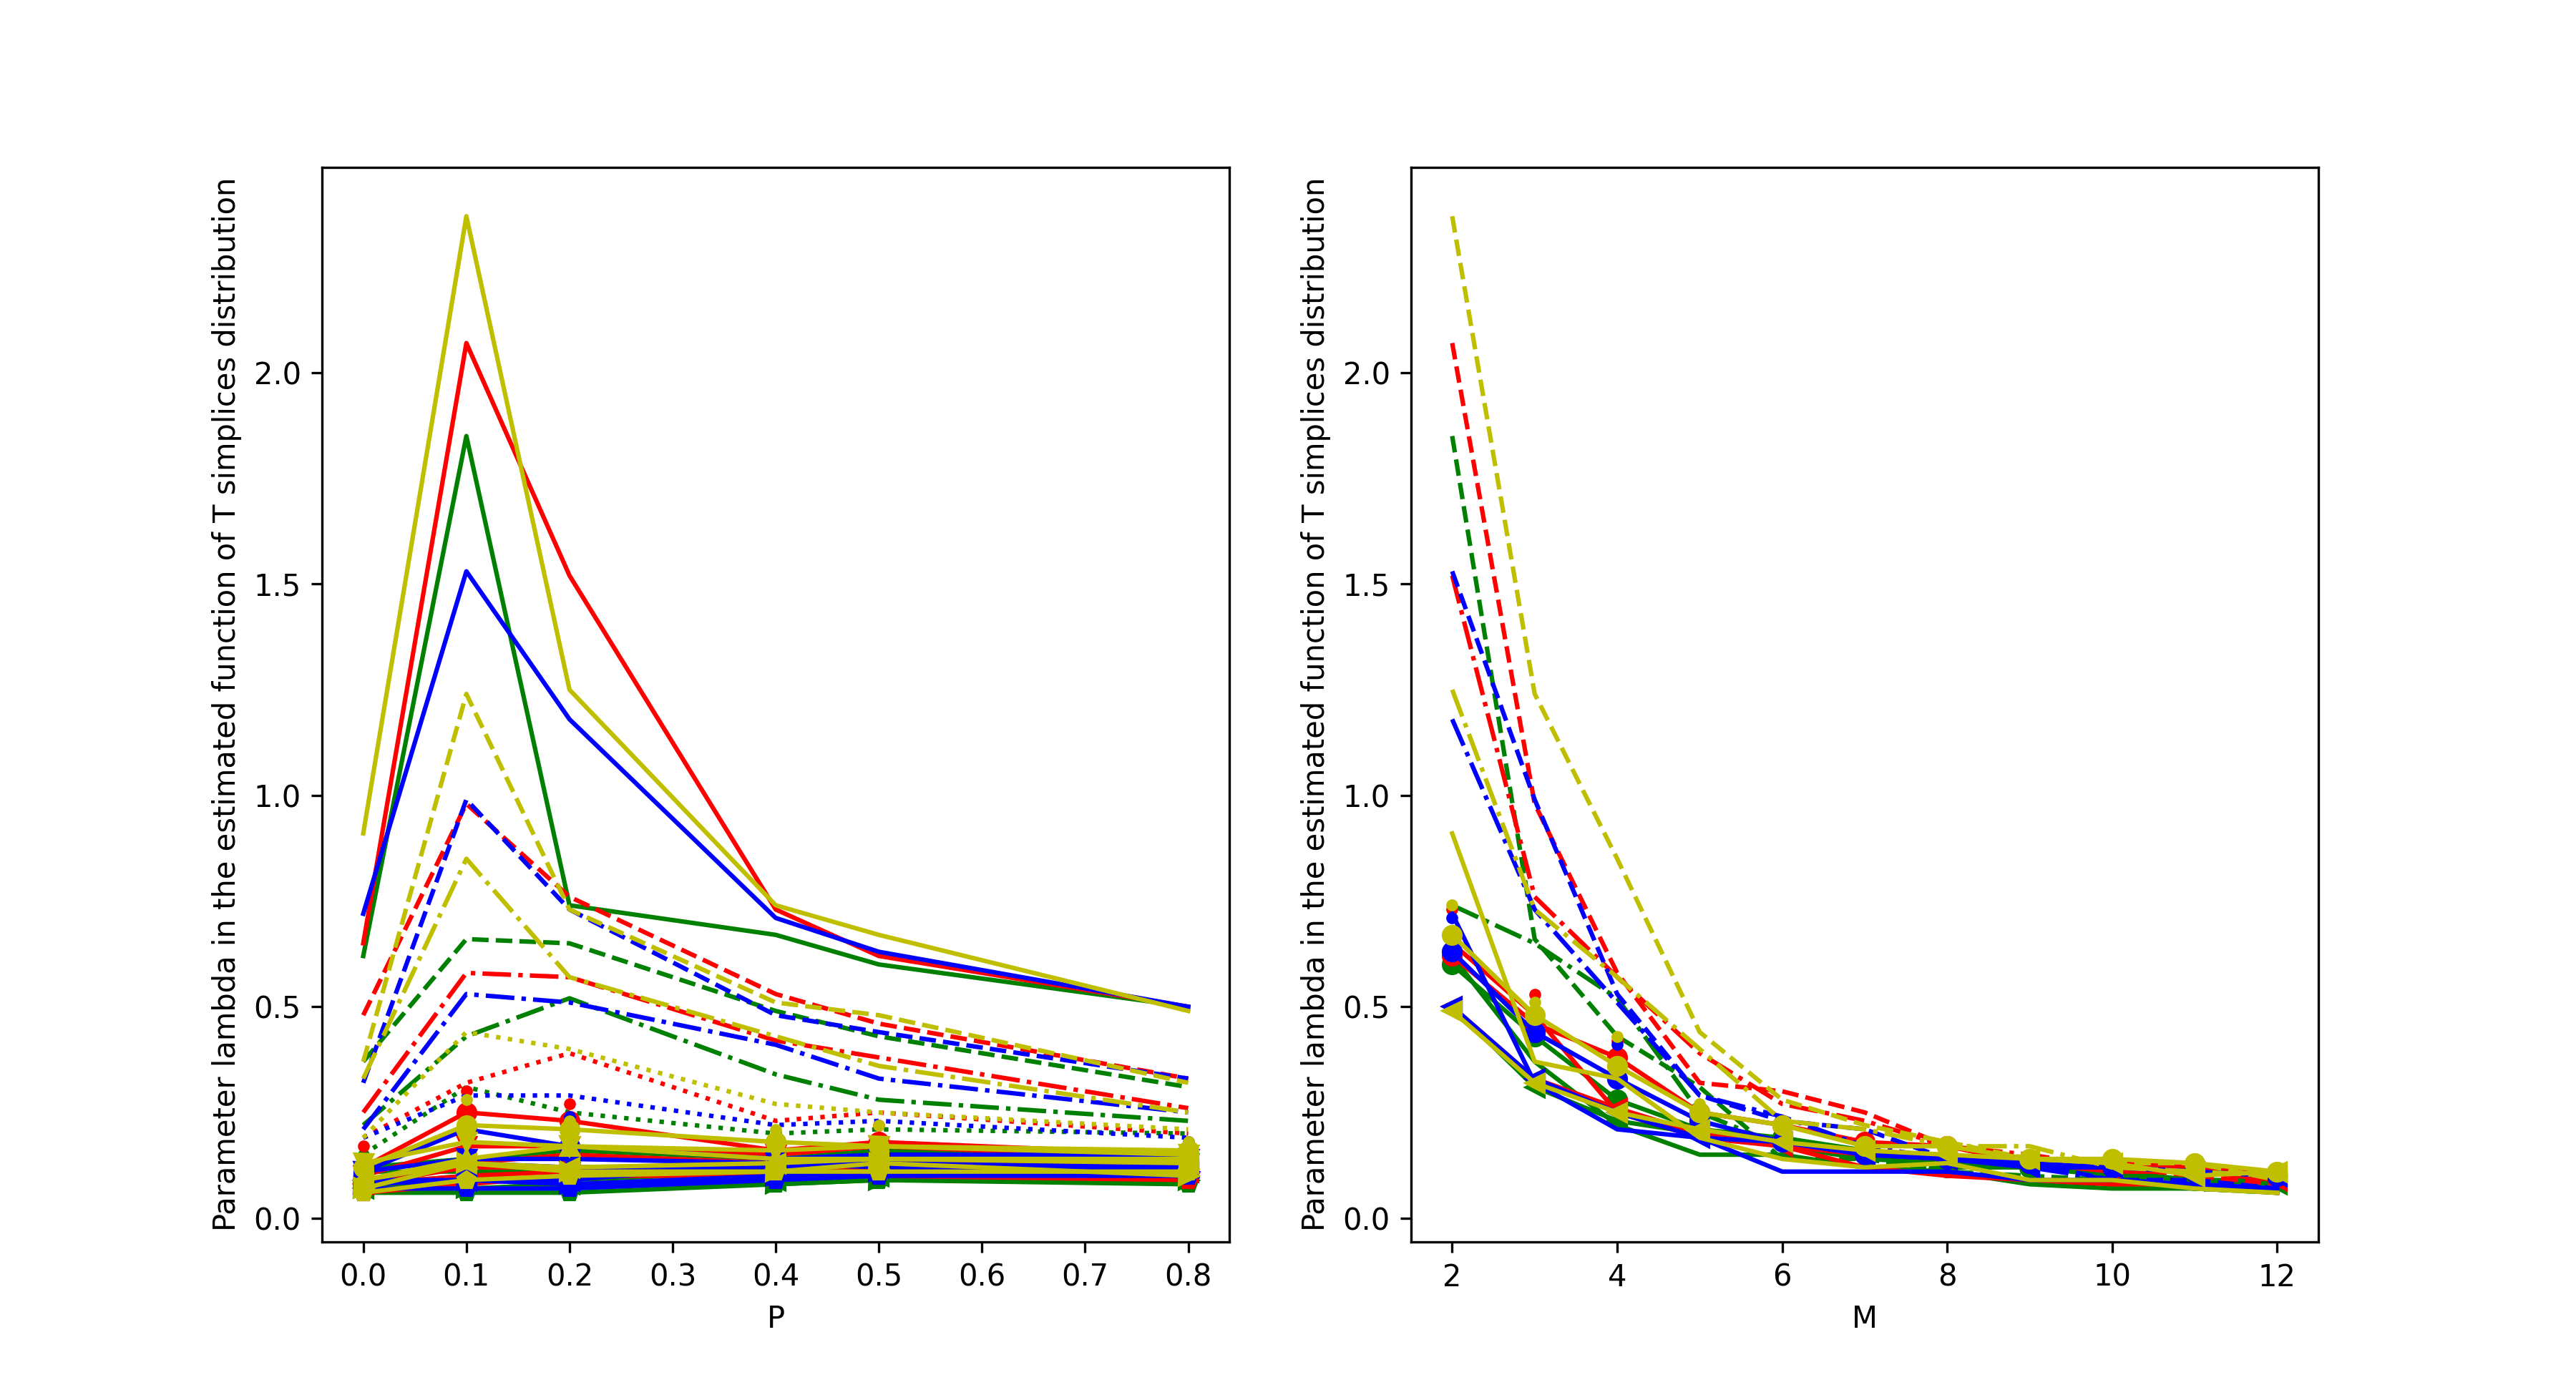 Parameter lambda in the estimated function of T simplices distribution
2.0
1.5
1.0
0.5
0.0
0.0 0.1 0.2 0.3 0.4 0.5 0.6 0.7 0.8
P
Parameter lambda in the estimated function of T simplices distribution
2.0
1.5
1.0
0.5
0.0
2 4 6 8 10 12
M